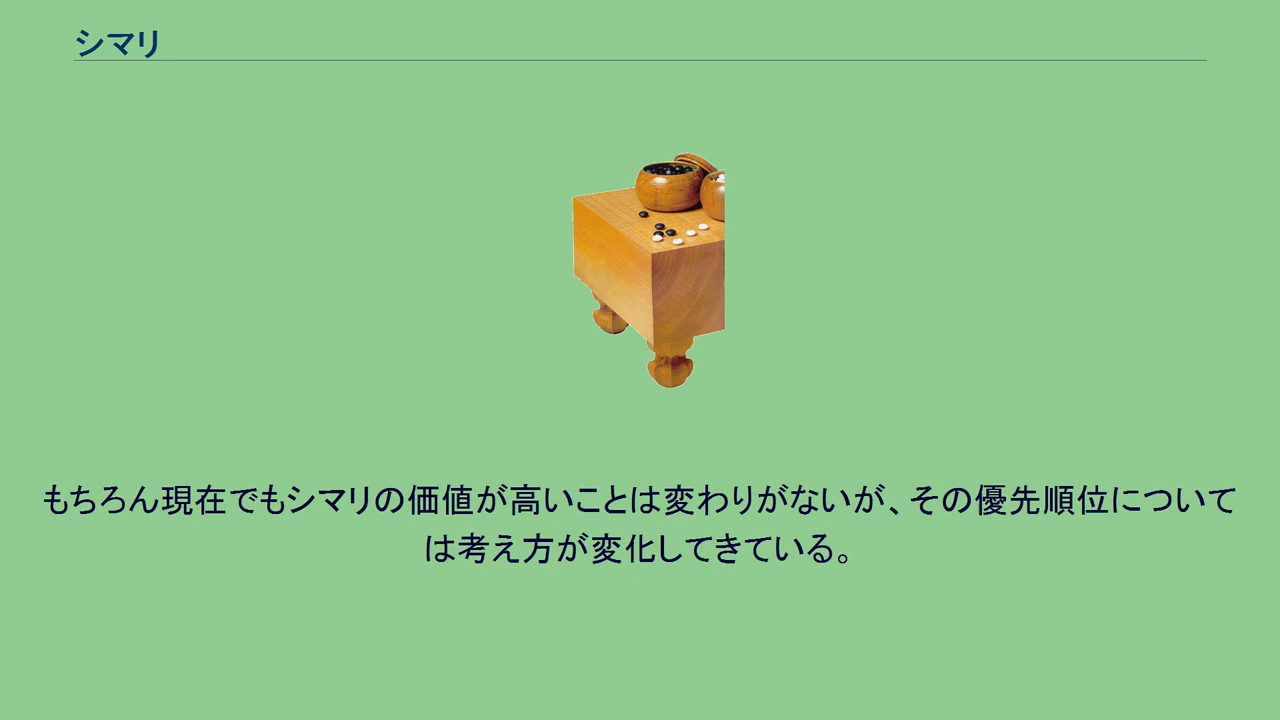 シマリ
もちろん現在でもシマリの価値が高いことは変わりがないが、その優先順位について
は考え方が変化してきている。